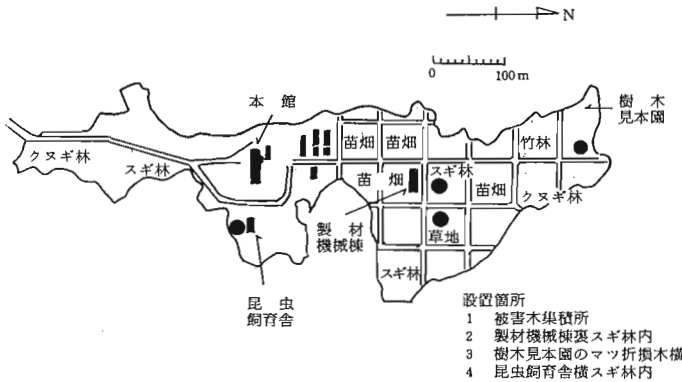 N
0 100 m
樹木
見本園
本館
苗畑 苗畑
竹林
クヌギ林
スギ林
スギ林
苗畑
苗畑
クヌギ林
製材
機械棟
草地
スギ林
昆虫
飼育舎
設置箇所
1 被害木集積所
2 製材機械棟裏スギ林内
3 樹木見本園のマツ折損木横
4 昆虫飼育舎横スギ林内